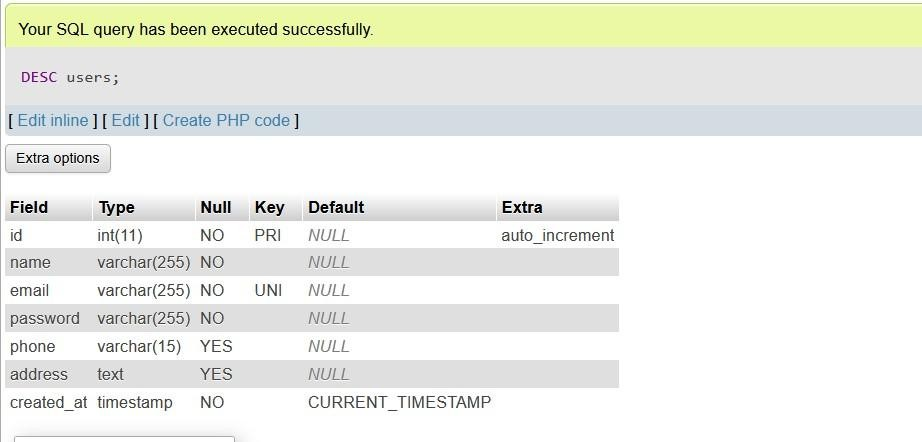 Your SQL query has been executed successfully.
DESC users;
[ Edit inline ] [ Edit ] [ Create PHP code ]
Extra options
Field Type Null Key Default Extra
id int(11) NO PRI NULL auto_increment
name varchar(255) NO NULL
email varchar(255) NO UNI NULL
password varchar(255) NO NULL
phone varchar(15) YES NULL
address text YES NULL
created_at timestamp NO CURRENT_TIMESTAMP